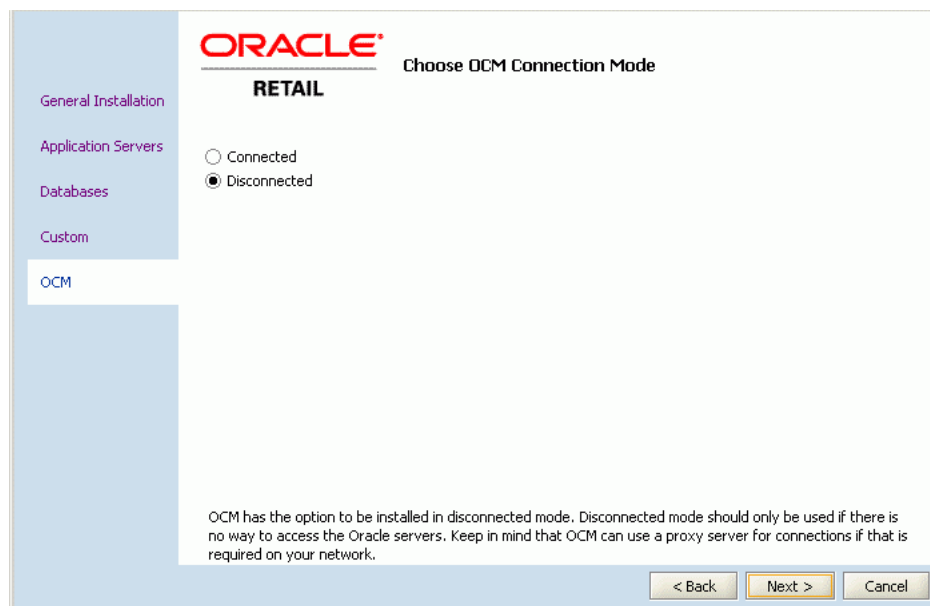 ORACLE®
RETAIL
Choose OCM Connection Mode
General Installation
Application Servers
Databases
Custom
OCM
Connected
Disconnected
OCM has the option to be installed in disconnected mode. Disconnected mode should only be used if there is
no way to access the Oracle servers. Keep in mind that OCM can use a proxy server for connections if that is
required on your network.
< Back
Next >
Cancel